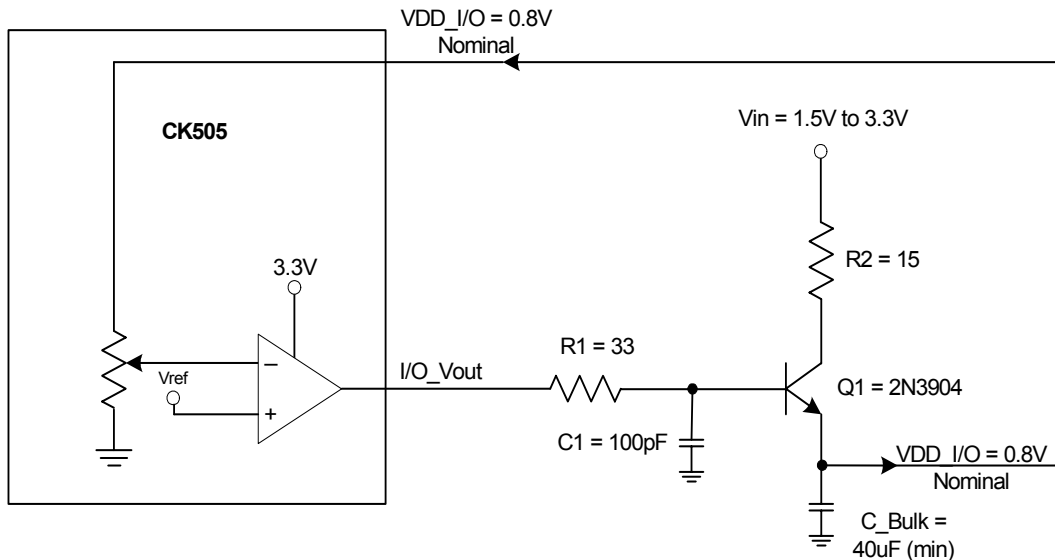 VDD_I/O = 0.8V
Nominal
CK505
Vin = 1.5V to 3.3V
R2 = 15
3.3V
R1 = 33
Vref
I/O_Vout
Q1 = 2N3904
C1 = 100pF
VDD_I/O = 0.8V
Nominal
C_Bulk =
40uF (min)